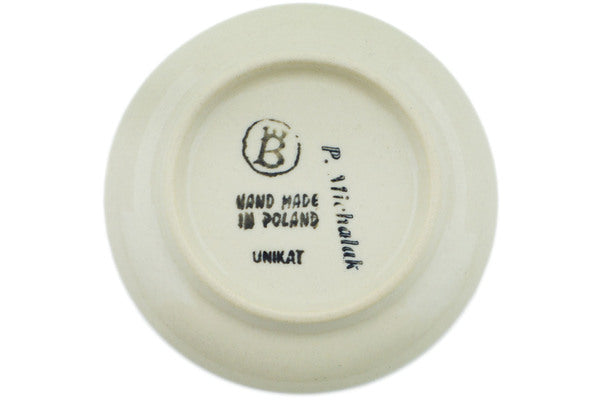 B
HAND MADE
IN POLAND
UNIKAT
P. Michalak